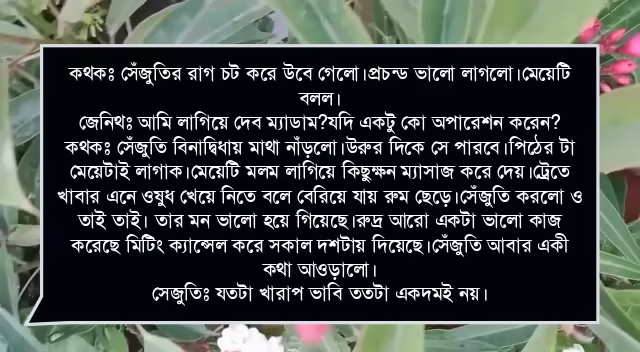 কথকঃ সেঁজুতির রাগ চট করে উবে গেলো।প্রচন্ড ভালো লাগলো।মেয়েটি
বলল।
জেনিথঃ আমি লাগিয়ে দেব ম্যাডাম?যদি একটু কো অপারেশন করেন?
কথকঃ সেঁজুতি বিনাদ্বিধায় মাথা নাঁড়লো।উরুর দিকে সে পারবে।পিঠের টা
মেয়েটাই লাগাক।মেয়েটি মলম লাগিয়ে কিছুক্ষন ম্যাসাজ করে দেয়।ট্রেতে
খাবার এনে ওষুধ খেয়ে নিতে বলে বেরিয়ে যায় রুম ছেড়ে।সেঁজুতি করলো ও
তাই তাই। তার মন ভালো হয়ে গিয়েছে।রুদ্র আরো একটা ভালো কাজ
করেছে মিটিং ক্যান্সেল করে সকাল দশটায় দিয়েছে।সেঁজুতি আবার একী
কথা আওড়ালো।
সেজুতিঃ যতটা খারাপ ভাবি ততটা একদমই নয়।